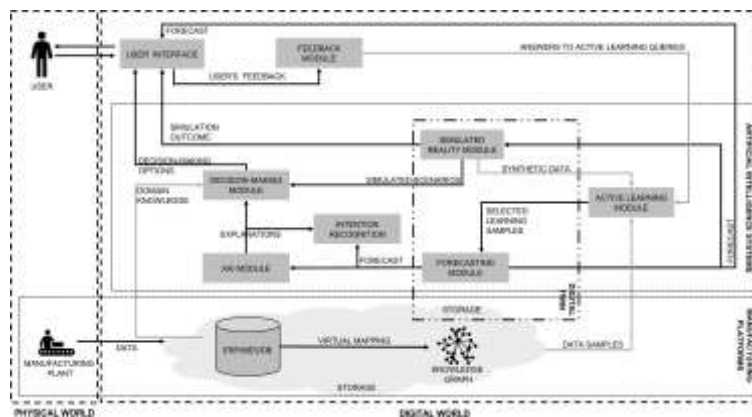 FORECAST
USER INTERFACE
FEEDBACK
MODULE
ANSWERS TO ACTIVE LEARNING QUERIES
USER
USER'S FEEDBACK
SIMULATION
OUTCOME
SIMULATED
REALITY MODULE
DECISION-MAKING
OPTIONS
DECISION-MAKING
MODULE
SIMULATED SCENARIOS
SYNTHETIC DATA
DOMAIN
KNOWLEDGE
ACTIVE LEARNING
MODULE
SELECTED
LEARNING
SAMPLES
EXPLANATIONS
INTENTION
RECOGNITION
XAI MODULE
FORECAST
FORECASTING
MODULE
FORECAST
ARTIFICIAL INTELLIGENCE SYSTEMS
DIGITAL
TWIN
STORAGE
MANUFACTURING
PLATFORMS
DATA
VIRTUAL MAPPING
KNOWLEDGE
GRAPH
DATA SAMPLES
MANUFACTURING
PLANT
STORAGE
PHYSICAL WORLD
DIGITAL WORLD